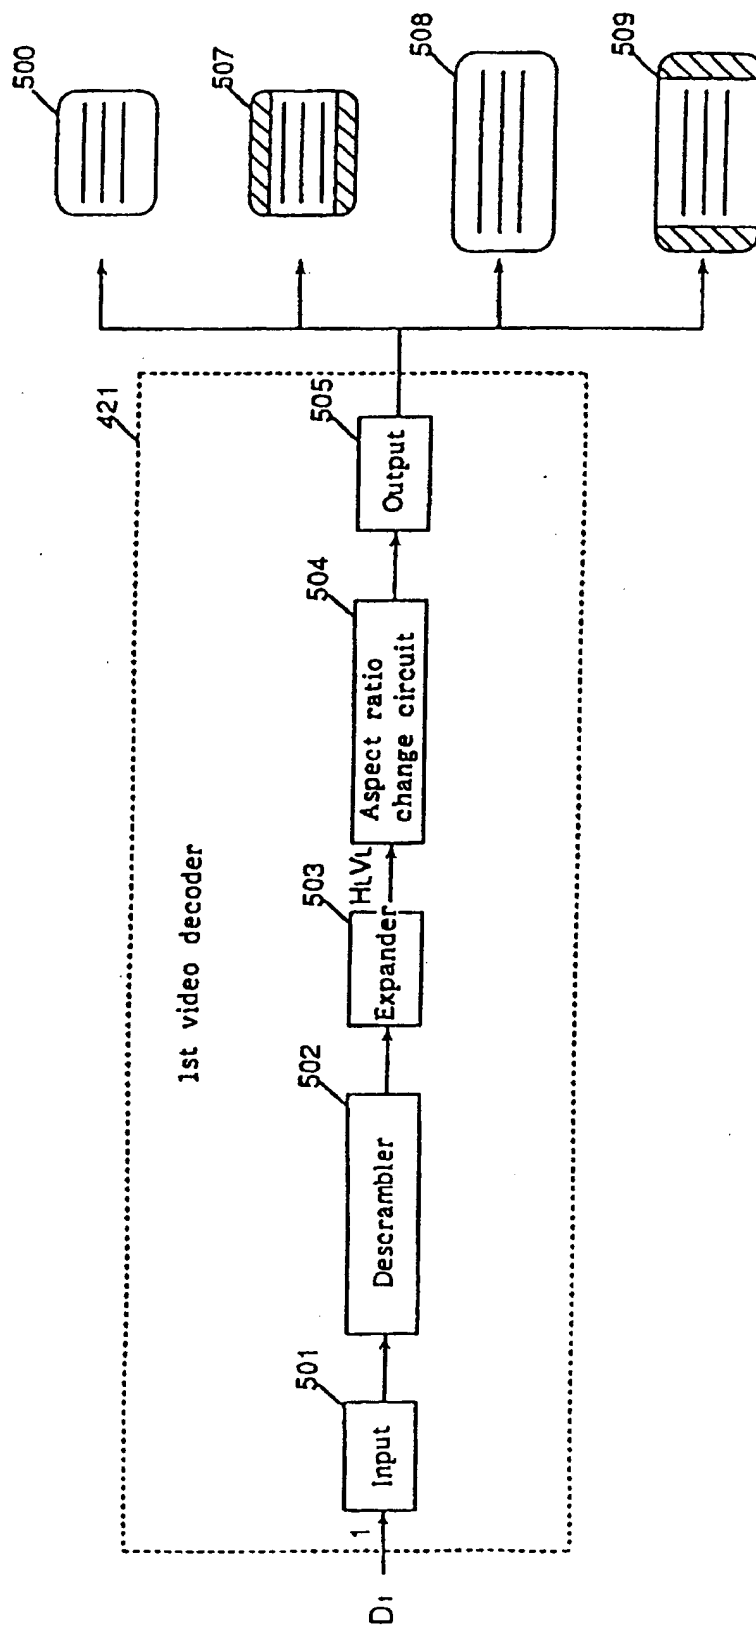 421
1st video decoder
D1
1
501
Input
502
Descrambler
503
Expander
HLVL
504
Aspect ratio
change circuit
505
Output
500
507
508
509